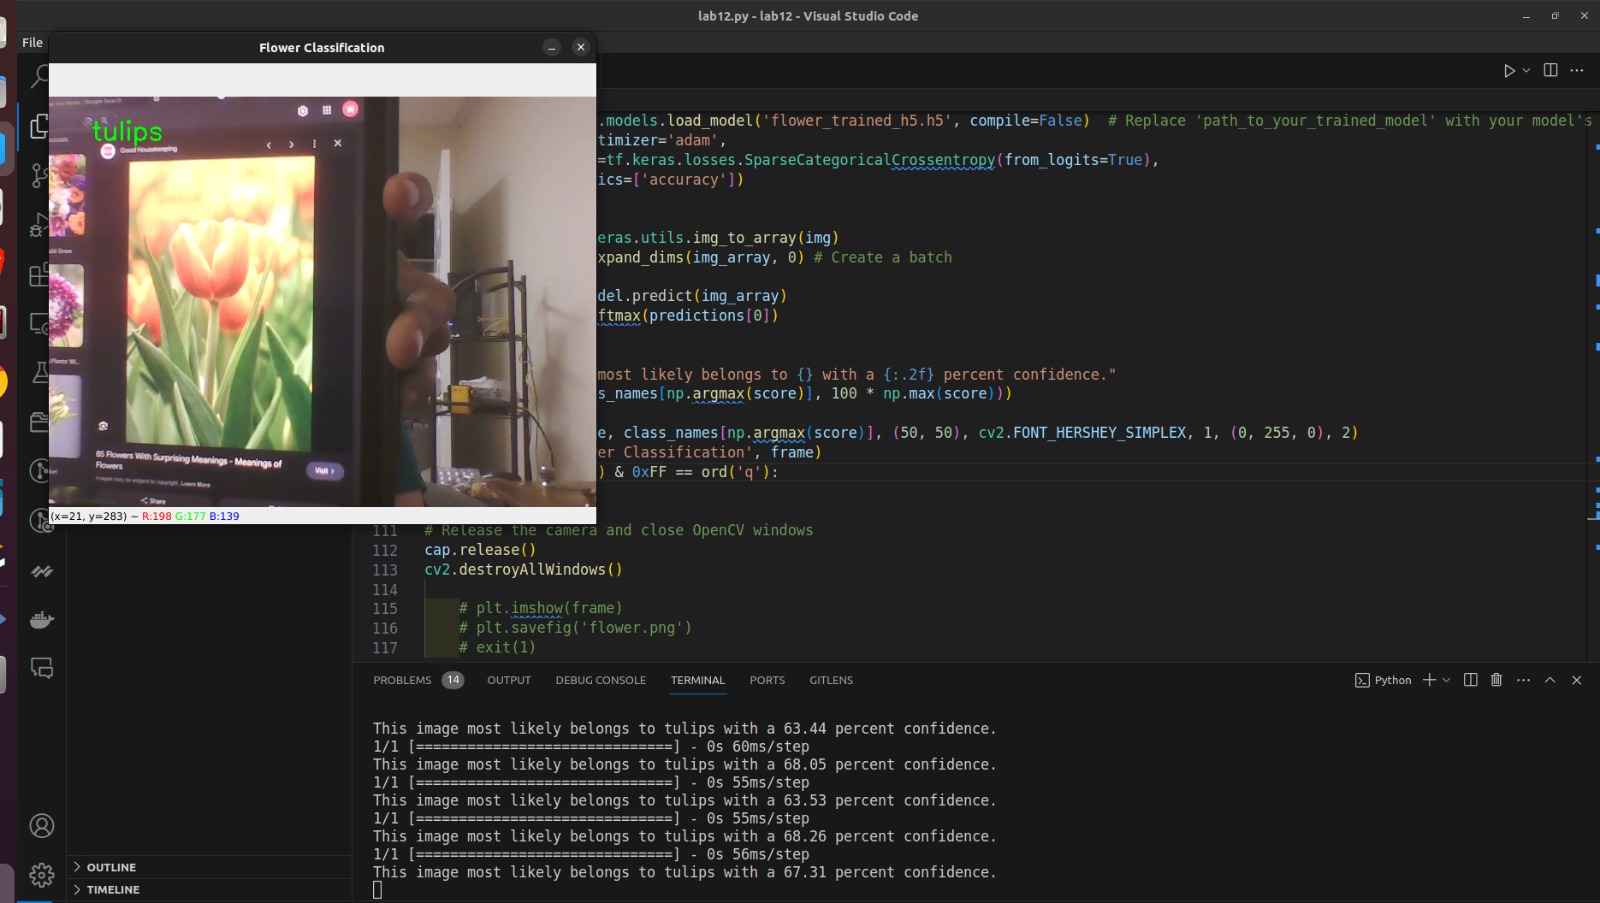 lab12.py - lab12 - Visual Studio Code
File
Flower Classification
tulips
Good Housekeeping
85 Flowers With Surprising Meanings - Meanings of
Flowers
Images may be subject to copyright. Learn More
Visit >
Share
(x=21, y=283) ~ R:198 G:177 B:139
.models.load_model('flower_trained_h5.h5', compile=False)  # Replace 'path_to_your_trained_model' with your model's
timizer='adam',
=tf.keras.losses.SparseCategoricalCrossentropy(from_logits=True),
ics=['accuracy'])
eras.utils.img_to_array(img)
xpand_dims(img_array, 0) # Create a batch
del.predict(img_array)
ftmax(predictions[0])
most likely belongs to {} with a {:.2f} percent confidence."
s_names[np.argmax(score)], 100 * np.max(score)))
e, class_names[np.argmax(score)], (50, 50), cv2.FONT_HERSHEY_SIMPLEX, 1, (0, 255, 0), 2)
er Classification', frame)
) & 0xFF == ord('q'):
111 # Release the camera and close OpenCV windows
112 cap.release()
113 cv2.destroyAllWindows()
114
115 # plt.imshow(frame)
116 # plt.savefig('flower.png')
117 # exit(1)
PROBLEMS 14 OUTPUT DEBUG CONSOLE TERMINAL PORTS GITLENS Python
This image most likely belongs to tulips with a 63.44 percent confidence.
1/1 [==============================] - 0s 60ms/step
This image most likely belongs to tulips with a 68.05 percent confidence.
1/1 [==============================] - 0s 55ms/step
This image most likely belongs to tulips with a 63.53 percent confidence.
1/1 [==============================] - 0s 55ms/step
This image most likely belongs to tulips with a 68.26 percent confidence.
1/1 [==============================] - 0s 56ms/step
This image most likely belongs to tulips with a 67.31 percent confidence.
OUTLINE
TIMELINE